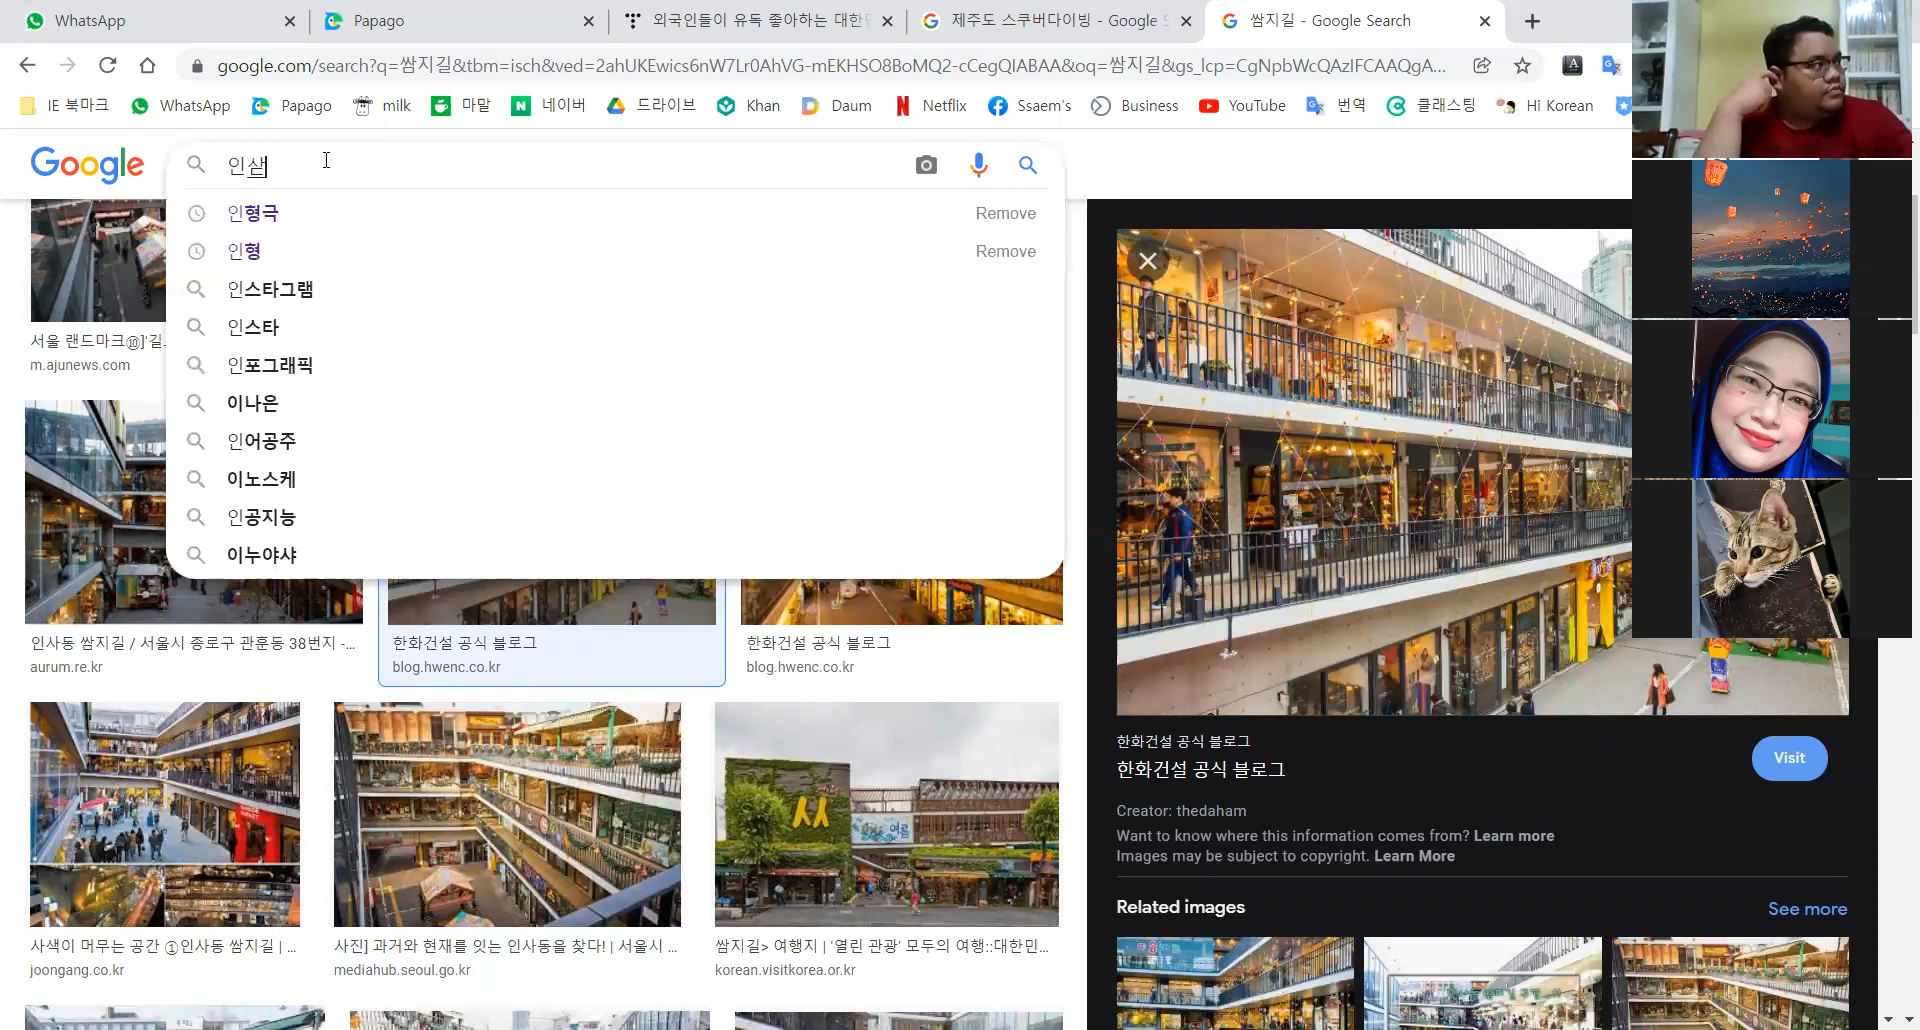 WhatsApp
Papago
외국인들이 유독 좋아하는 대한민
제주도 스쿠버다이빙 - Google S
쌈지길 - Google Search
google.com/search?q=쌈지길&tbm=isch&ved=2ahUKEwics6nW7Lr0AhVG-mEKHSO8BoMQ2-cCegQIABAA&oq=쌈지길&gs_lcp=CgNpbWcQAzIFCAAQgA...
IE 북마크
WhatsApp
Papago
milk
마말
네이버
드라이브
Khan
Daum
Netflix
Ssaem's
Business
YouTube
번역
클래스팅
Hi Korean
Google
인삼
인형극
Remove
인형
Remove
인스타그램
인스타
인포그래픽
이나은
인어공주
이노스케
인공지능
이누야샤
서울 랜드마크⑩]'길.
m.ajunews.com
인사동 쌈지길 / 서울시 종로구 관훈동 38번지 -...
aurum.re.kr
한화건설 공식 블로그
blog.hwenc.co.kr
한화건설 공식 블로그
blog.hwenc.co.kr
사색이 머무는 공간 ①인사동 쌈지길 | ...
joongang.co.kr
사진] 과거와 현재를 잇는 인사동을 찾다! | 서울시 ...
mediahub.seoul.go.kr
쌈지길> 여행지 | '열린 관광' 모두의 여행::대한민...
korean.visitkorea.or.kr
한화건설 공식 블로그
한화건설 공식 블로그
Visit
Creator: thedaham
Want to know where this information comes from? Learn more
Images may be subject to copyright. Learn More
Related images
See more